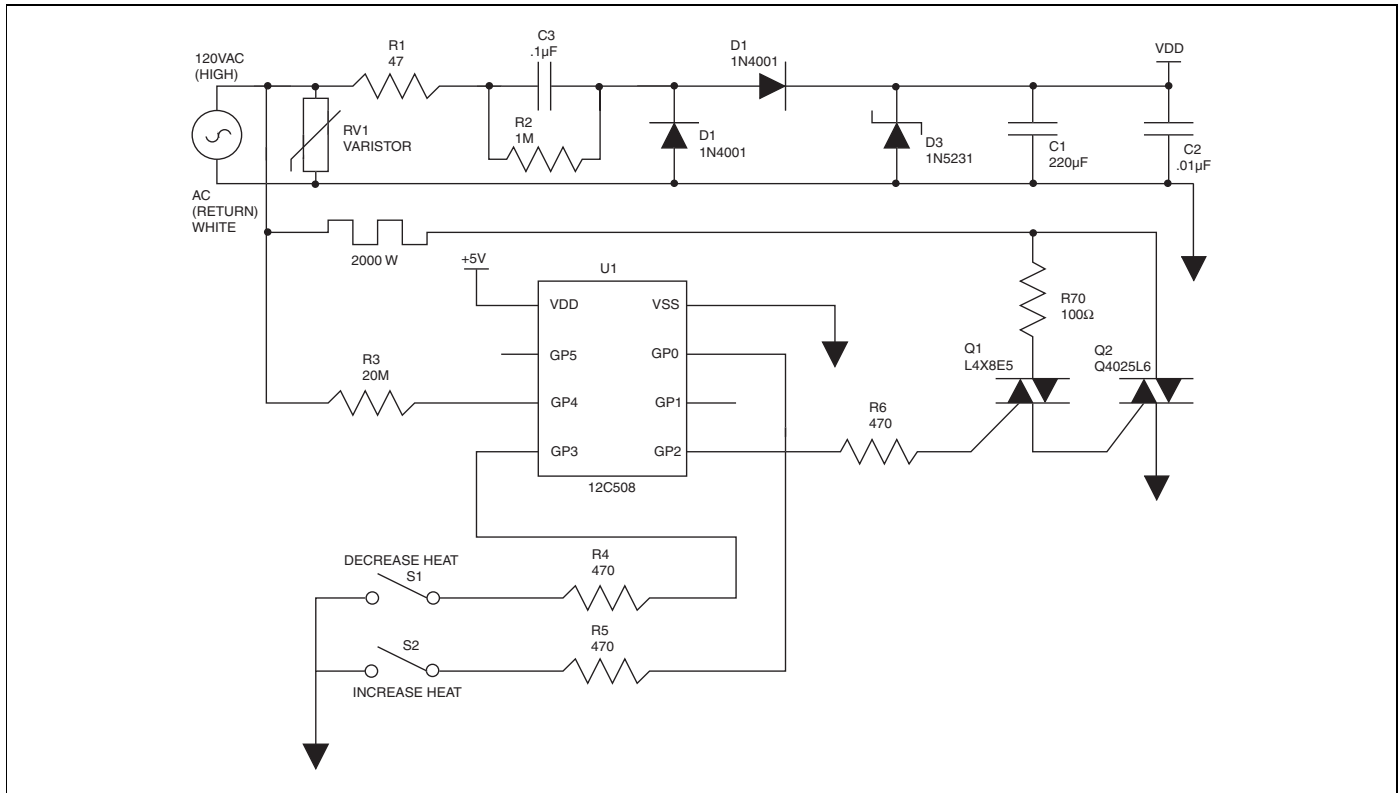 120VAC
(HIGH)
R1
47
C3
.1µF
D1
1N4001
VDD
RV1
VARISTOR
R2
1M
D1
1N4001
D3
1N5231
C1
220µF
C2
.01µF
AC
(RETURN)
WHITE
2000 W
+5V
U1
VDD
VSS
GP5
GP0
GP4
GP1
GP3
GP2
12C508
R3
20M
R70
100Ω
Q1
L4X8E5
Q2
Q4025L6
R6
470
DECREASE HEAT
S1
R4
470
S2
INCREASE HEAT
R5
470